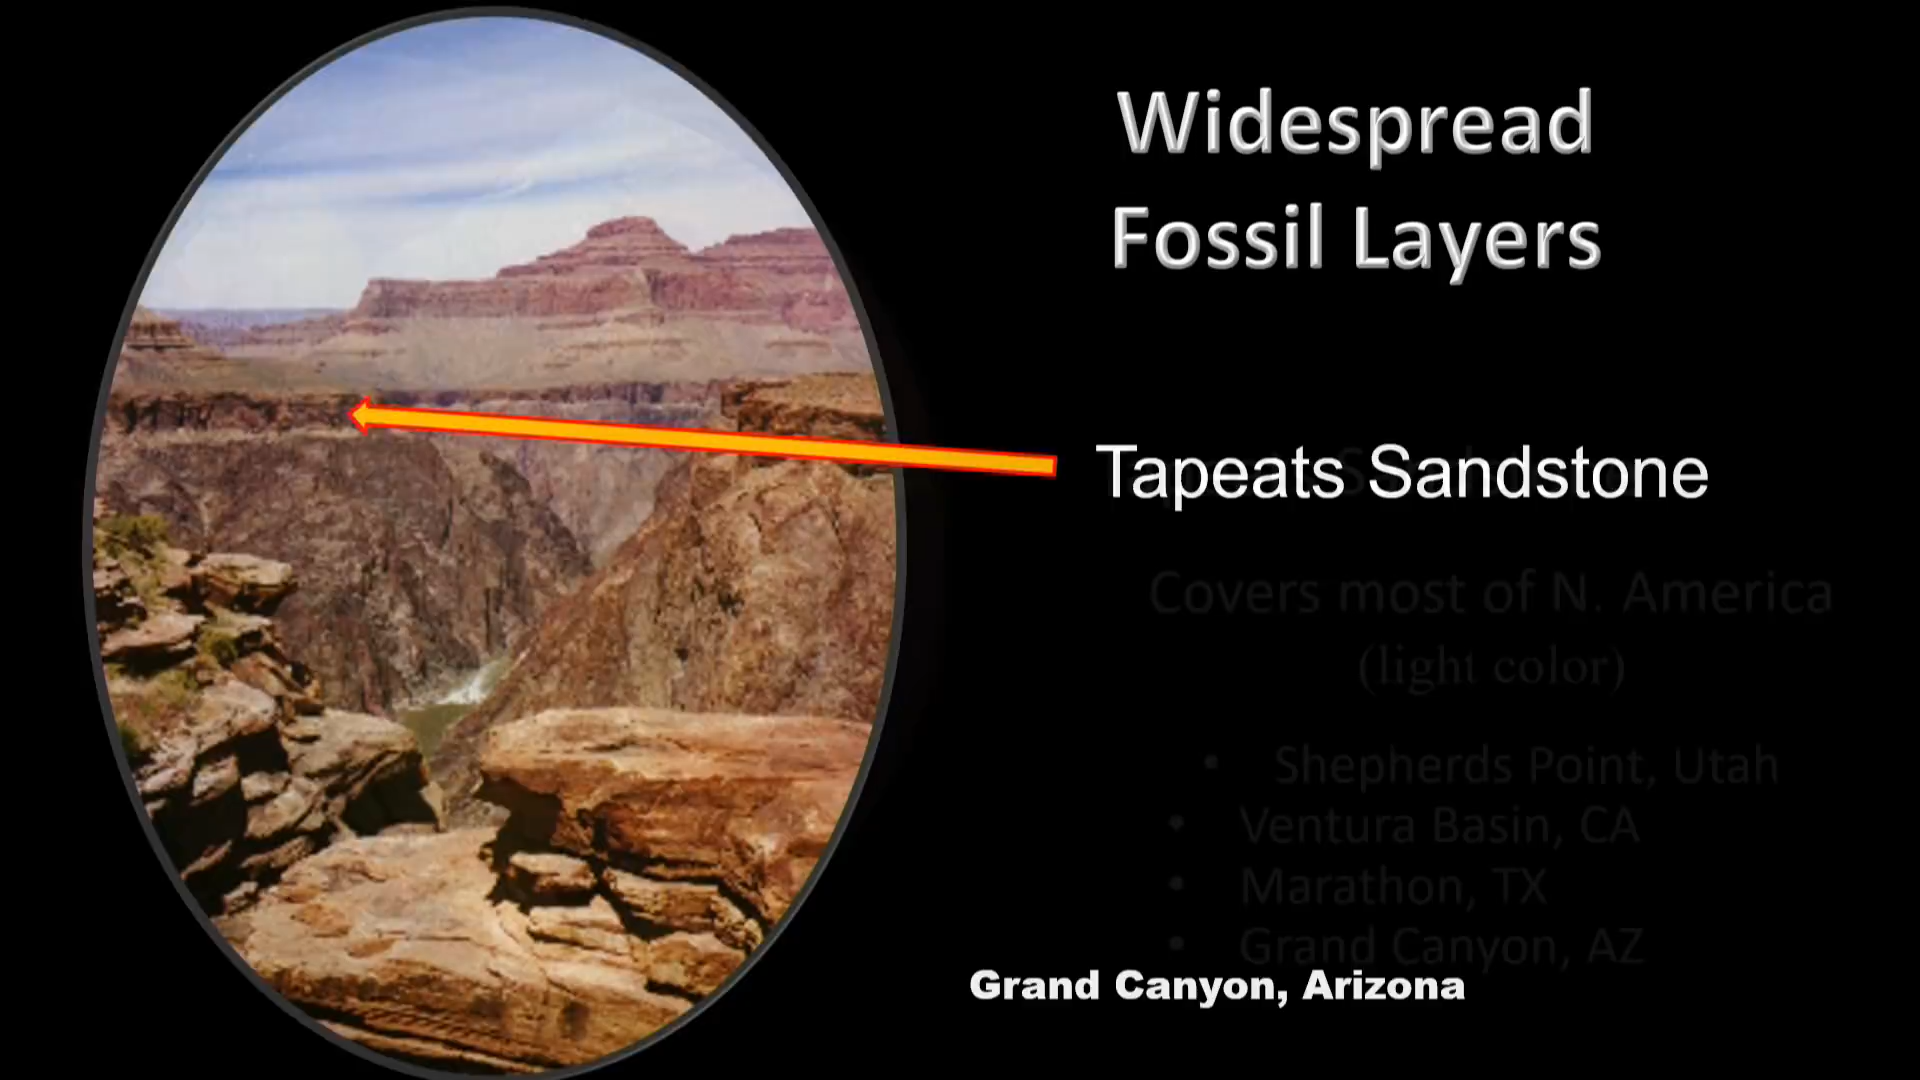 Widespread
Fossil Layers
Tapeats Sandstone
Covers most of N. America
(light color)
• Shepherds Point, Utah
• Ventura Basin, CA
• Marathon, TX
• Grand Canyon, AZ
Grand Canyon, Arizona